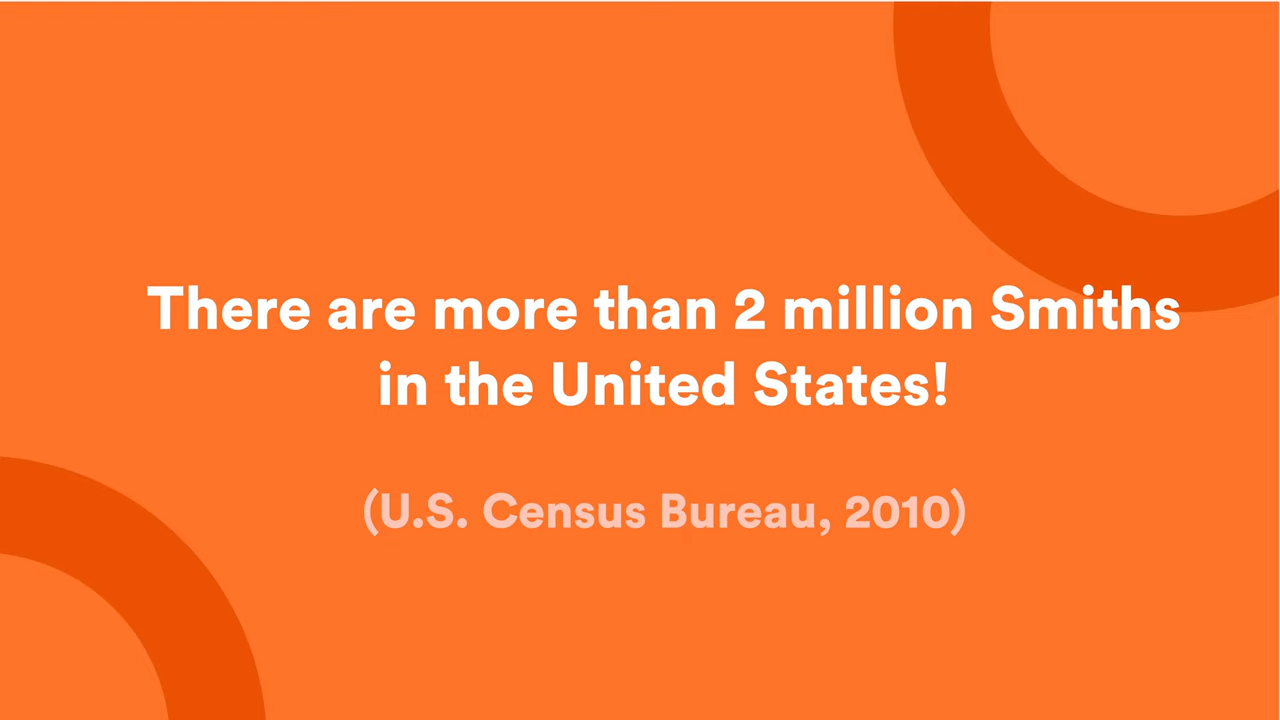 There are more than 2 million Smiths
in the United States!
(U.S. Census Bureau, 2010)